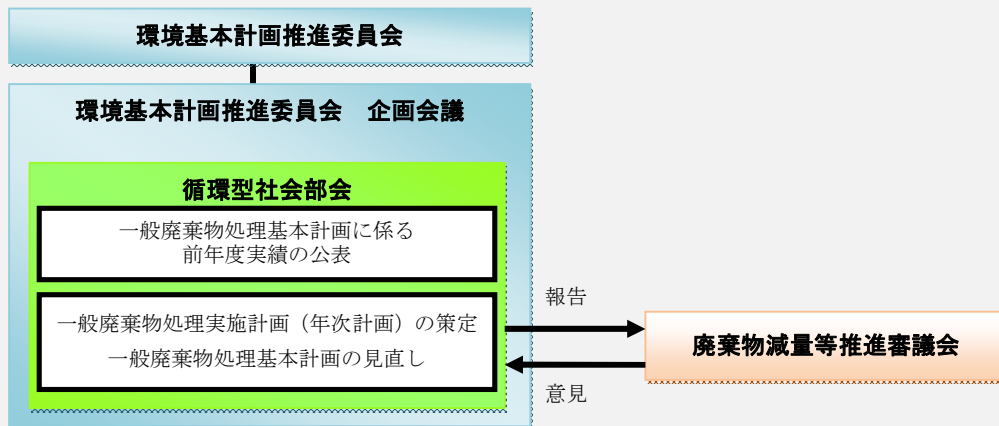 環境基本計画推進委員会
環境基本計画推進委員会　企画会議
循環型社会部会
一般廃棄物処理基本計画に係る
前年度実績の公表
一般廃棄物処理実施計画（年次計画）の策定
一般廃棄物処理基本計画の見直し
報告
廃棄物減量等推進審議会
意見